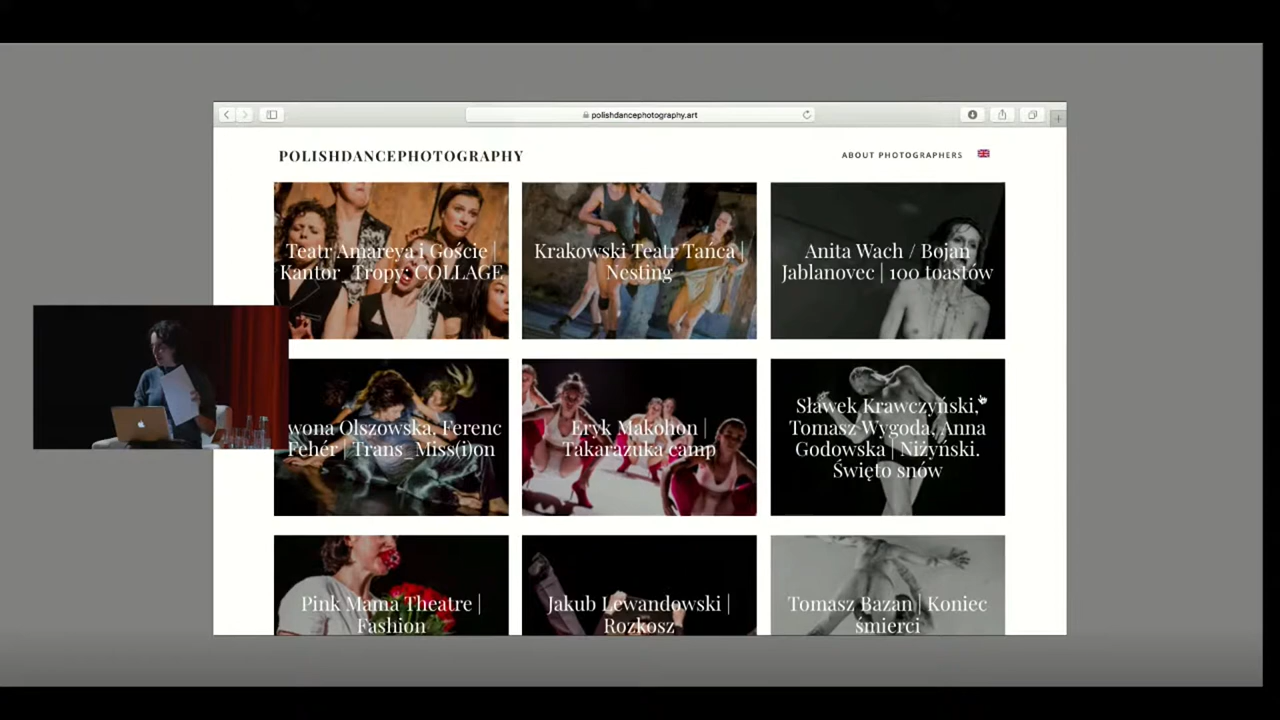 polishdancephotography.art
POLISHDANCEPHOTOGRAPHY
ABOUT PHOTOGRAPHERS
Teatr Amareya i Goście |
Kantor_Tropy: COLLAGE
Krakowski Teatr Tańca |
Nesting
Anita Wach / Bojan
Jablanovec | 100 toastów
wona Olszowska, Ferenc
Fehér | Trans_Miss(i)on
Eryk Makohon |
Takarazuka camp
Sławek Krawczyński,
Tomasz Wygoda, Anna
Godowska | Niżyński.
Święto snów
Pink Mama Theatre |
Fashion
Jakub Lewandowski |
Rozkosz
Tomasz Bazan | Koniec
śmierci